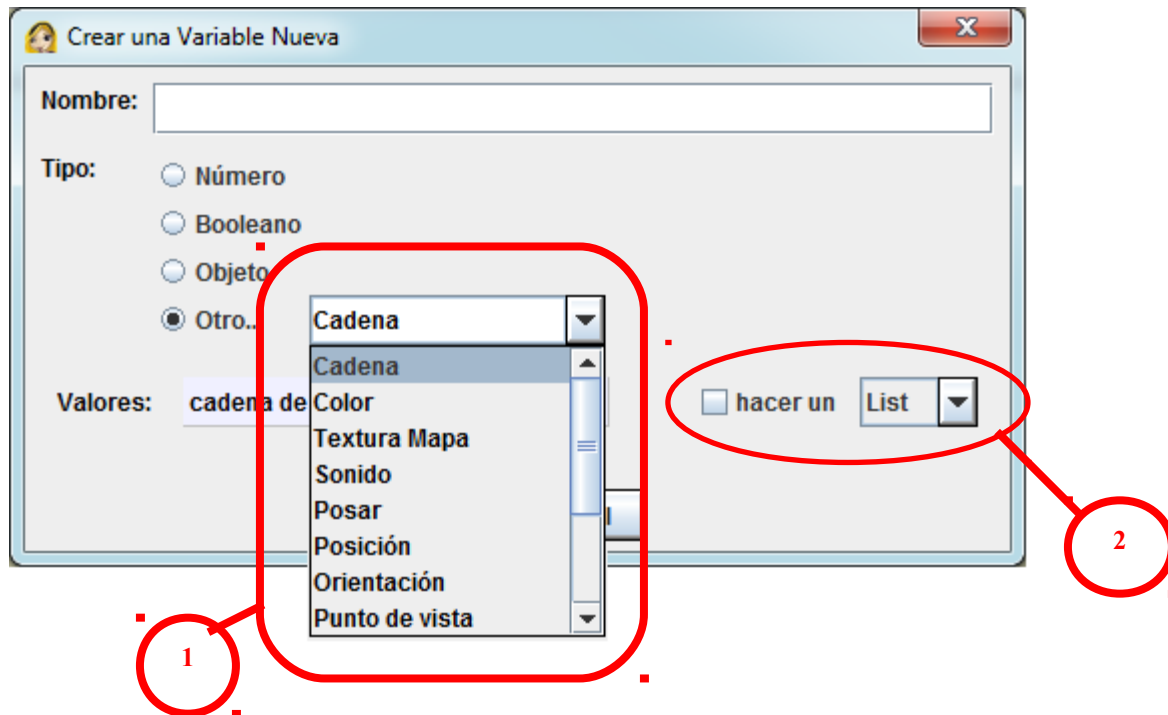 Crear una Variable Nueva
Nombre:
Tipo:
Número
Booleano
Objeto
Otro..
Cadena
Cadena
Color
Textura Mapa
Sonido
Posar
Posición
Orientación
Punto de vista
Valores: cadena de
hacer un List
1
2